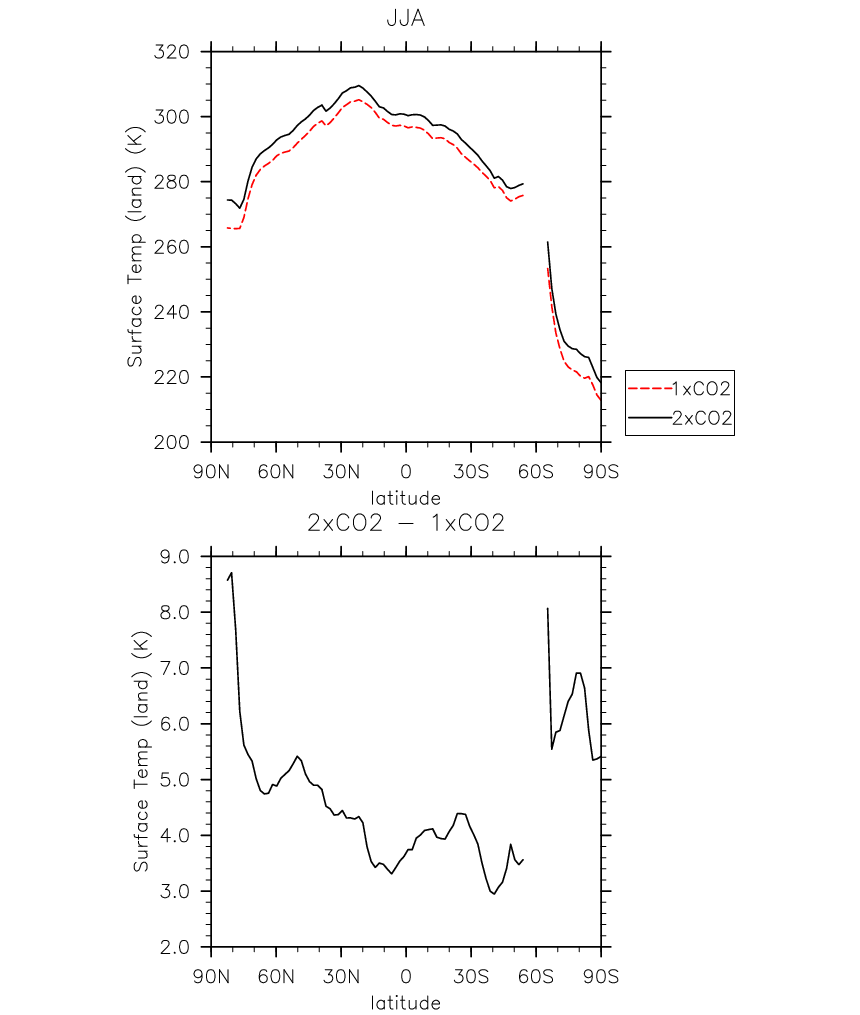 JJA
320
300
280
260
240
220
200
Surface Temp (land) (K)
90N 60N 30N 0 30S 60S 90S
latitude
1xCO2
2xCO2
2xCO2 − 1xCO2
9.0
8.0
7.0
6.0
5.0
4.0
3.0
2.0
Surface Temp (land) (K)
90N 60N 30N 0 30S 60S 90S
latitude